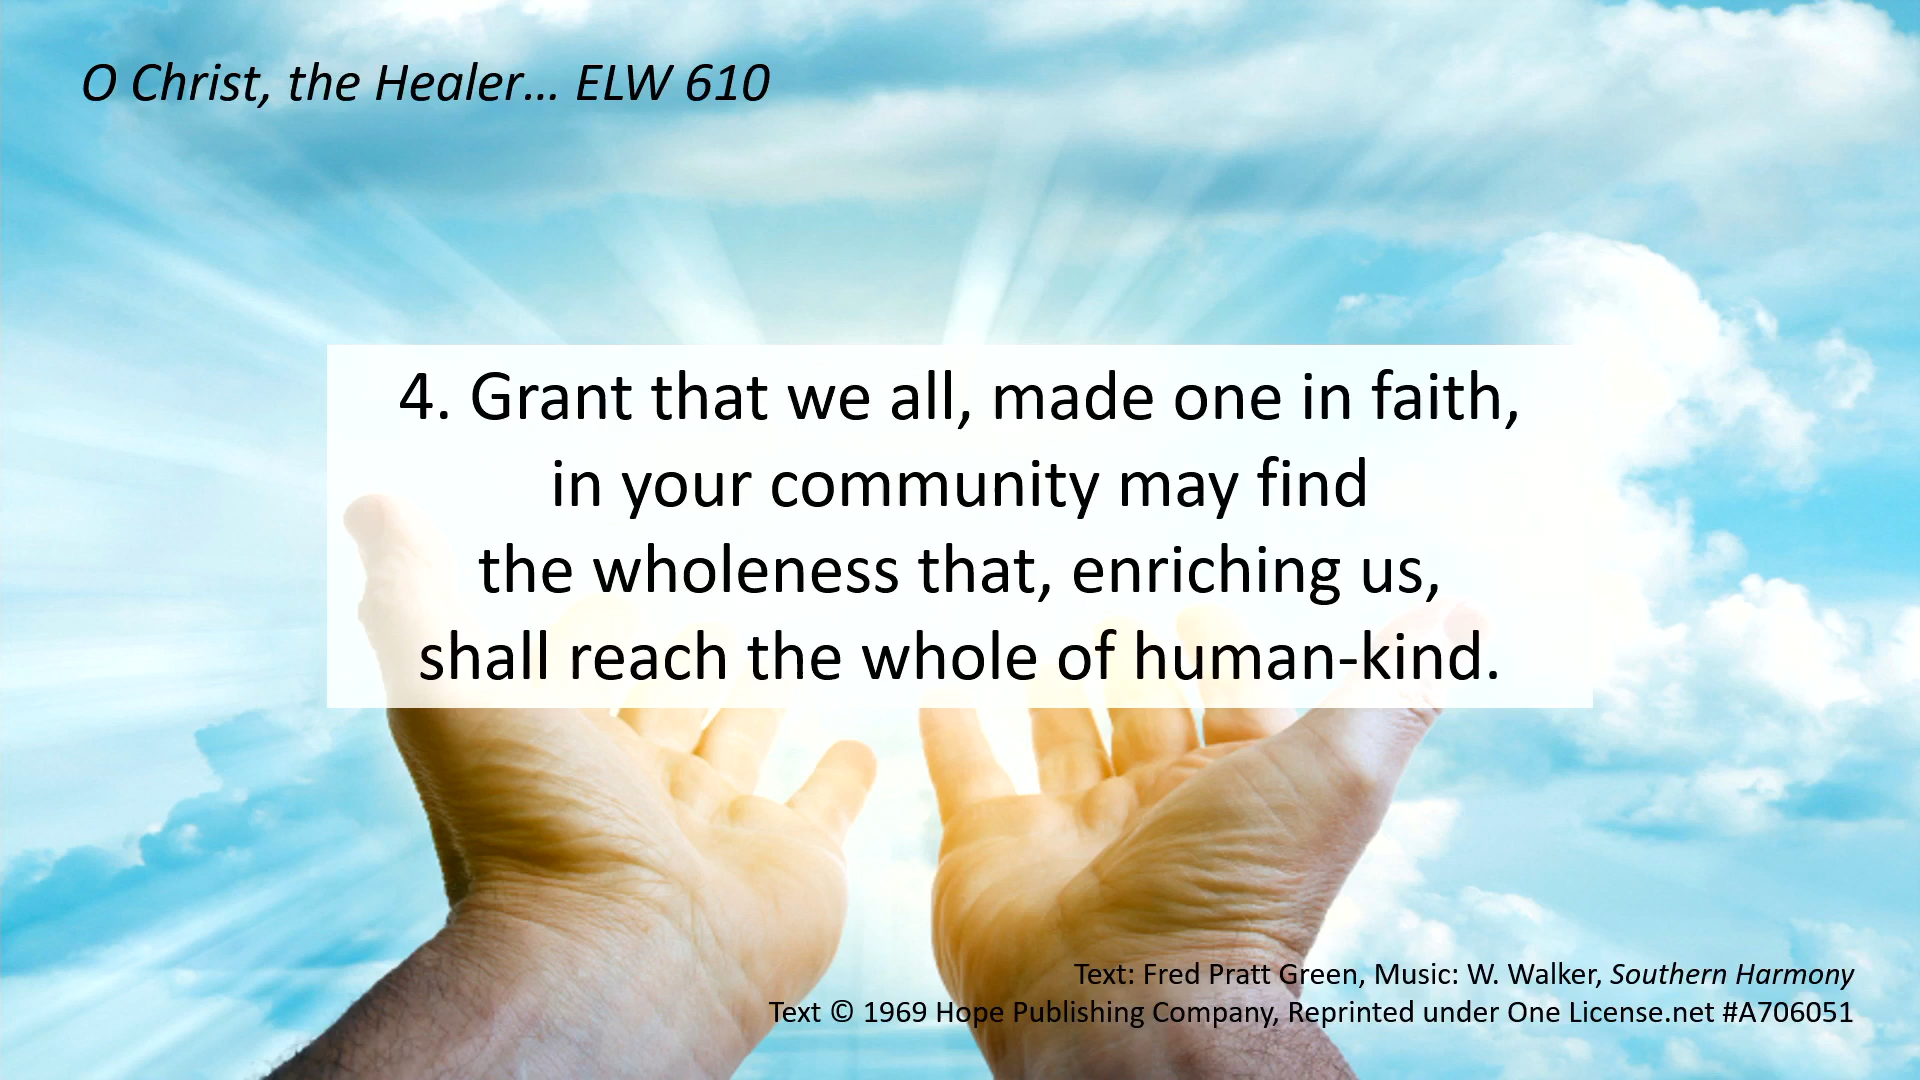 O Christ, the Healer... ELW 610
4. Grant that we all, made one in faith,
in your community may find
the wholeness that, enriching us,
shall reach the whole of human-kind.
Text: Fred Pratt Green, Music: W. Walker, Southern Harmony
Text © 1969 Hope Publishing Company, Reprinted under One License.net #A706051